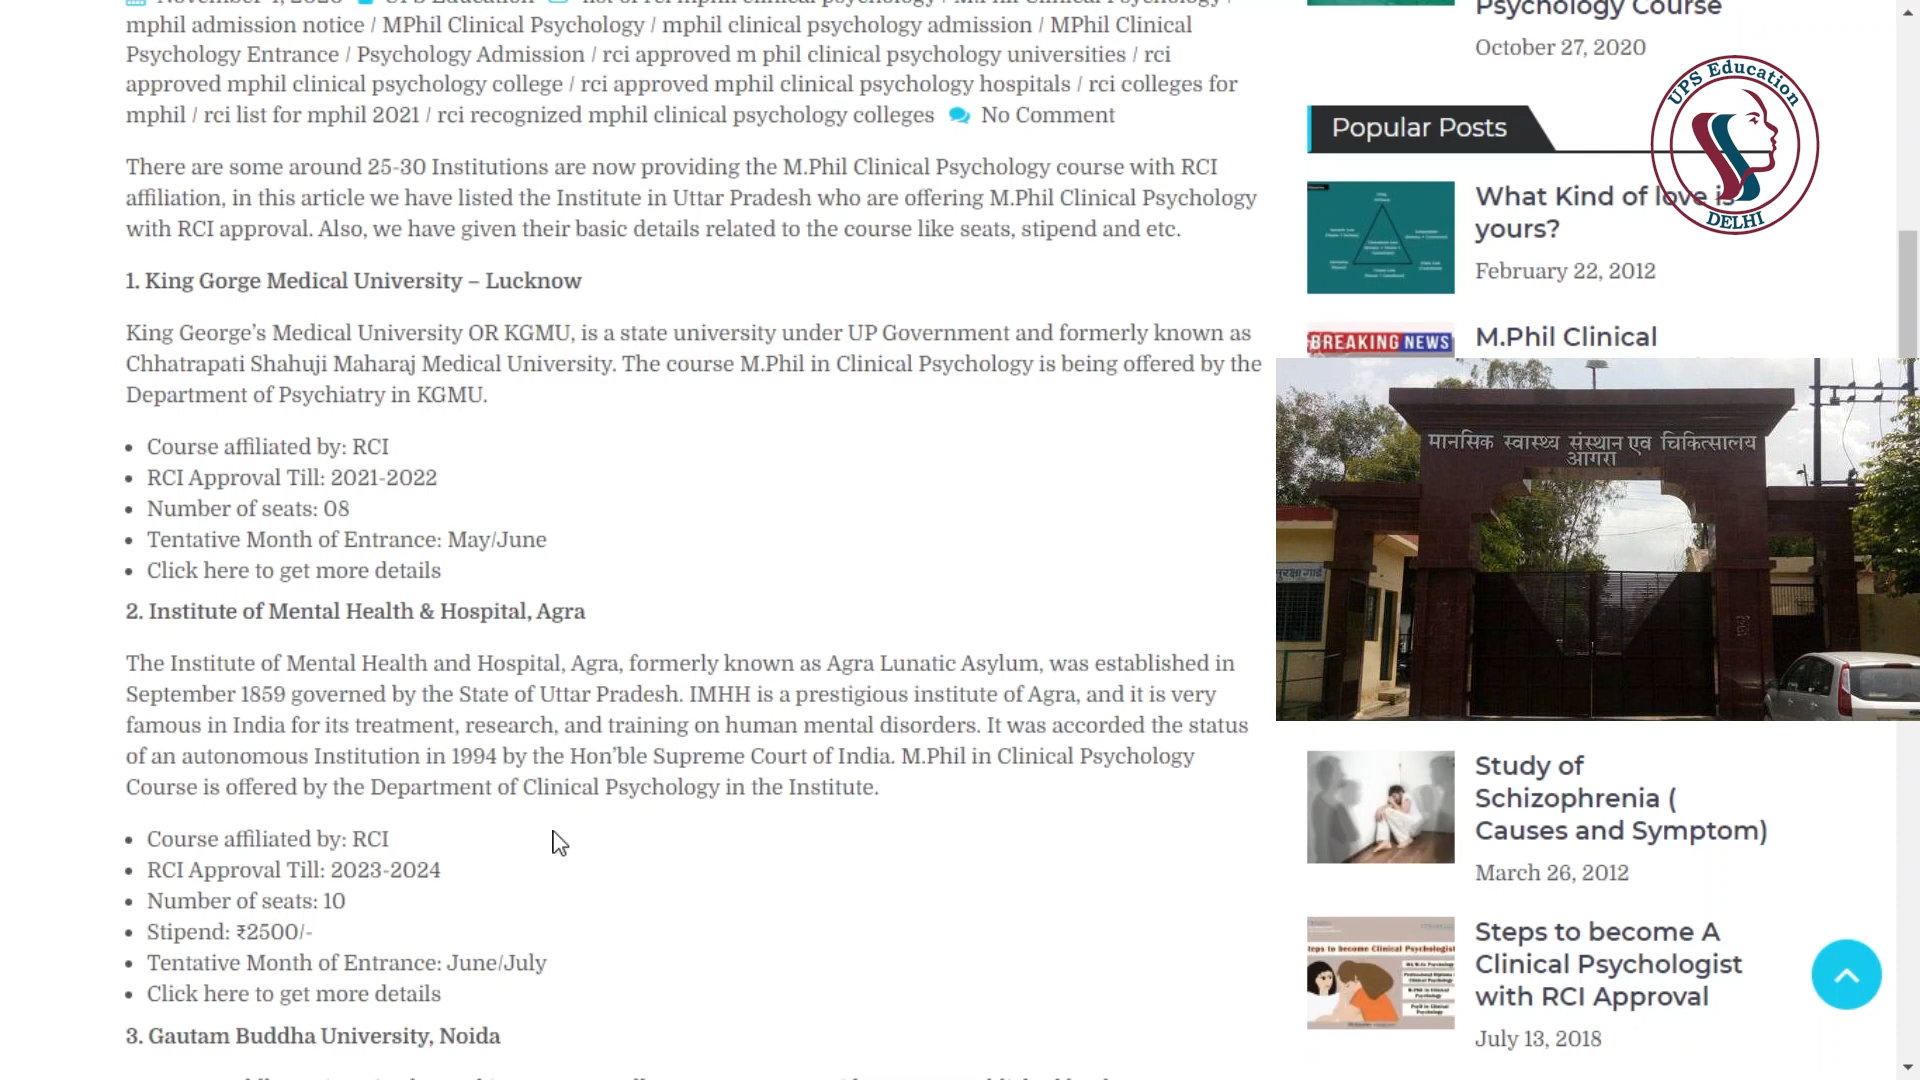 mphil admission notice / MPhil Clinical Psychology / mphil clinical psychology admission / MPhil Clinical
Psychology Entrance / Psychology Admission / rci approved m phil clinical psychology universities / rci
approved mphil clinical psychology college / rci approved mphil clinical psychology hospitals / rci colleges for
mphil / rci list for mphil 2021 / rci recognized mphil clinical psychology colleges No Comment
There are some around 25-30 Institutions are now providing the M.Phil Clinical Psychology course with RCI
affiliation, in this article we have listed the Institute in Uttar Pradesh who are offering M.Phil Clinical Psychology
with RCI approval. Also, we have given their basic details related to the course like seats, stipend and etc.
1. King Gorge Medical University – Lucknow
King George’s Medical University OR KGMU, is a state university under UP Government and formerly known as
Chhatrapati Shahuji Maharaj Medical University. The course M.Phil in Clinical Psychology is being offered by the
Department of Psychiatry in KGMU.
• Course affiliated by: RCI
• RCI Approval Till: 2021-2022
• Number of seats: 08
• Tentative Month of Entrance: May/June
• Click here to get more details
2. Institute of Mental Health & Hospital, Agra
The Institute of Mental Health and Hospital, Agra, formerly known as Agra Lunatic Asylum, was established in
September 1859 governed by the State of Uttar Pradesh. IMHH is a prestigious institute of Agra, and it is very
famous in India for its treatment, research, and training on human mental disorders. It was accorded the status
of an autonomous Institution in 1994 by the Hon’ble Supreme Court of India. M.Phil in Clinical Psychology
Course is offered by the Department of Clinical Psychology in the Institute.
• Course affiliated by: RCI
• RCI Approval Till: 2023-2024
• Number of seats: 10
• Stipend: ₹2500/-
• Tentative Month of Entrance: June/July
• Click here to get more details
3. Gautam Buddha University, Noida
Psychology Course
October 27, 2020
UPS Education
DELHI
Popular Posts
What Kind of love is
yours?
February 22, 2012
BREAKING NEWS
M.Phil Clinical
मानसिक स्वास्थ्य संस्थान एव चिकित्सालय
आगरा
सुरक्षा गार्ड
Study of
Schizophrenia (
Causes and Symptom)
March 26, 2012
Steps to become Clinical Psychologist
Steps to become A
Clinical Psychologist
with RCI Approval
July 13, 2018